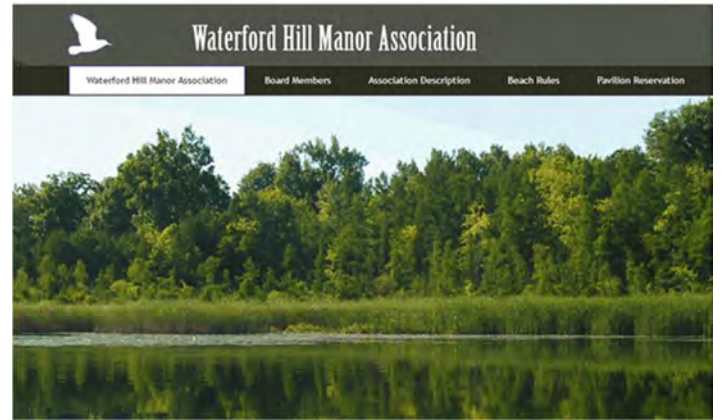 Waterford Hill Manor Association
Waterford Hill Manor Association Board Members Association Description Beach Rules Pavilion Reservation